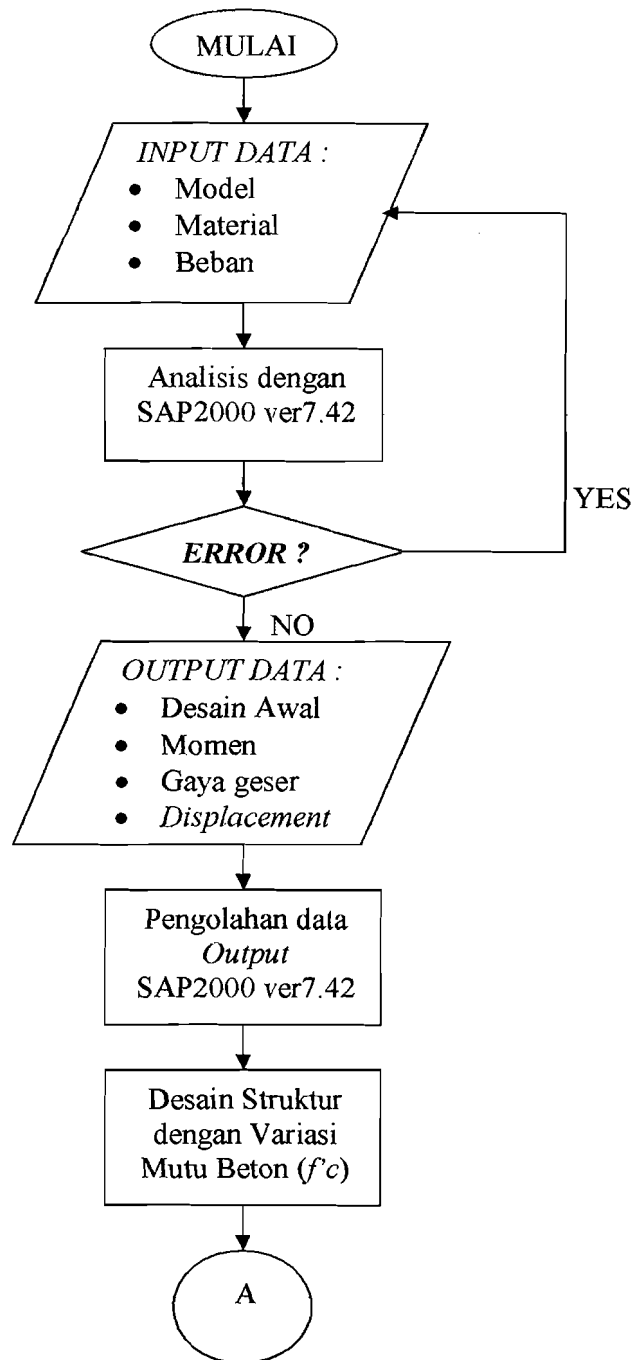 MULAI
INPUT DATA :
• Model
• Material
• Beban
Analisis dengan
SAP2000 ver7.42
YES
ERROR ?
NO
OUTPUT DATA :
• Desain Awal
• Momen
• Gaya geser
• Displacement
Pengolahan data
Output
SAP2000 ver7.42
Desain Struktur
dengan Variasi
Mutu Beton (f'c)
A